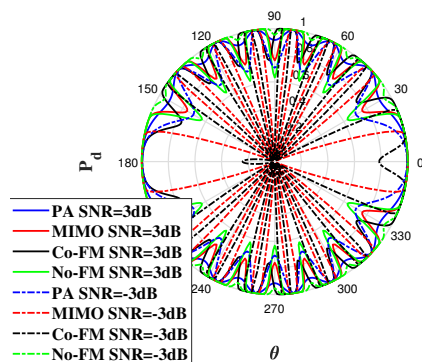 90
120
60
1
150
30
180
0
P_d
330
240
300
270
θ
PA SNR=3dB
MIMO SNR=3dB
Co-FM SNR=3dB
No-FM SNR=3dB
PA SNR=-3dB
MIMO SNR=-3dB
Co-FM SNR=-3dB
No-FM SNR=-3dB